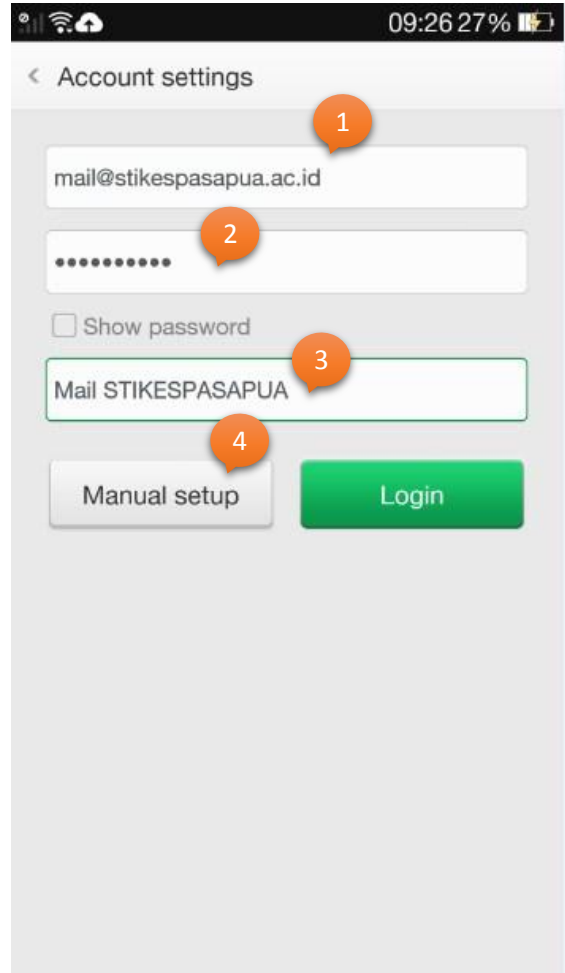 09:26 27%
Account settings
1
mail@stikespasapua.ac.id
2
••••••••••
Show password
3
Mail STIKESPASAPUA
4
Manual setup
Login